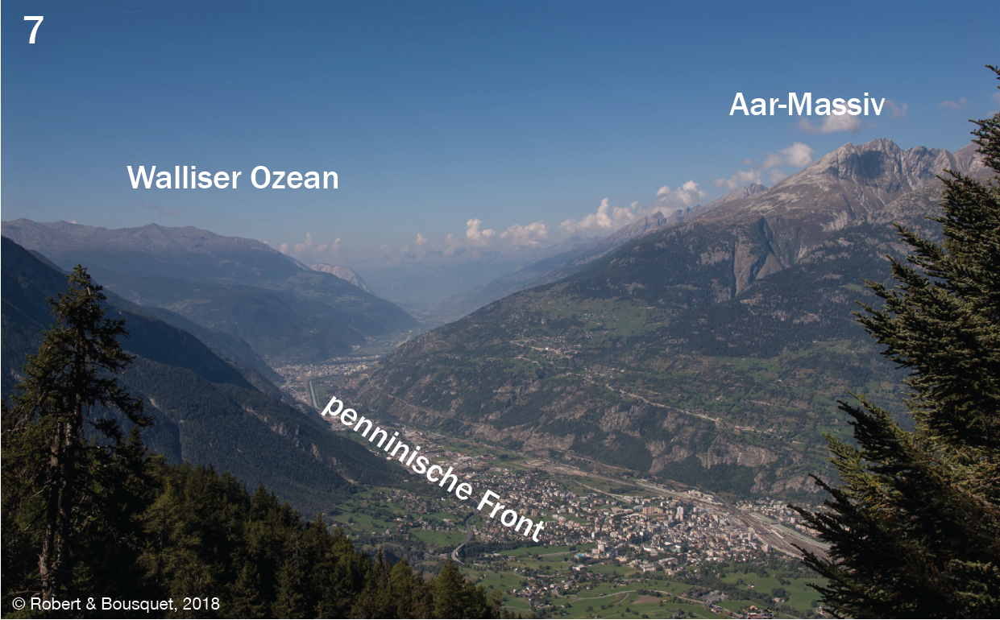 7
Aar-Massiv
Walliser Ozean
penninische Front
© Robert & Bousquet, 2018